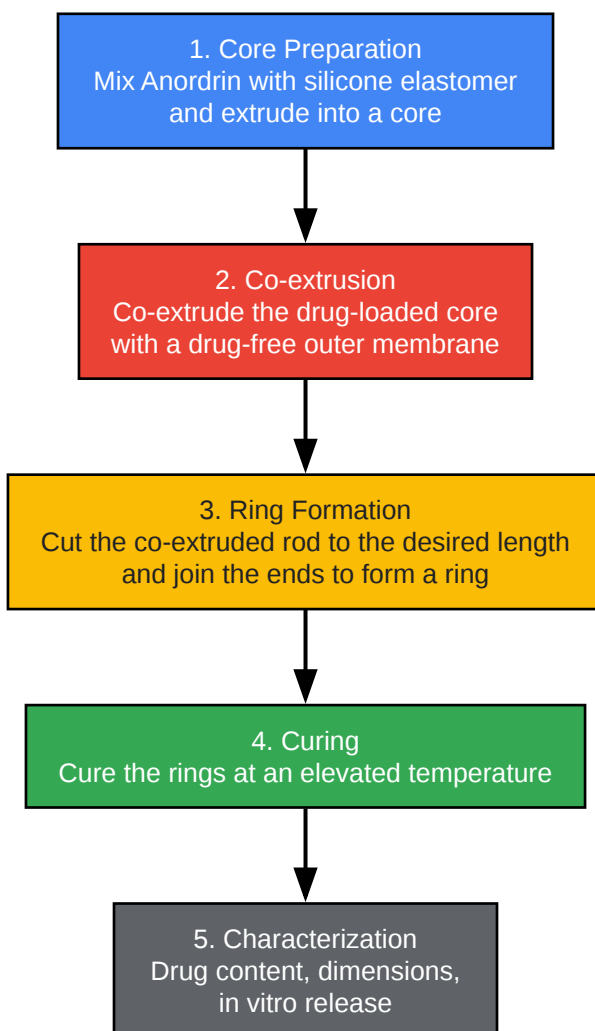 1. Core Preparation
Mix Anordrin with silicone elastomer
and extrude into a core
2. Co-extrusion
Co-extrude the drug-loaded core
with a drug-free outer membrane
3. Ring Formation
Cut the co-extruded rod to the desired length
and join the ends to form a ring
4. Curing
Cure the rings at an elevated temperature
5. Characterization
Drug content, dimensions,
in vitro release